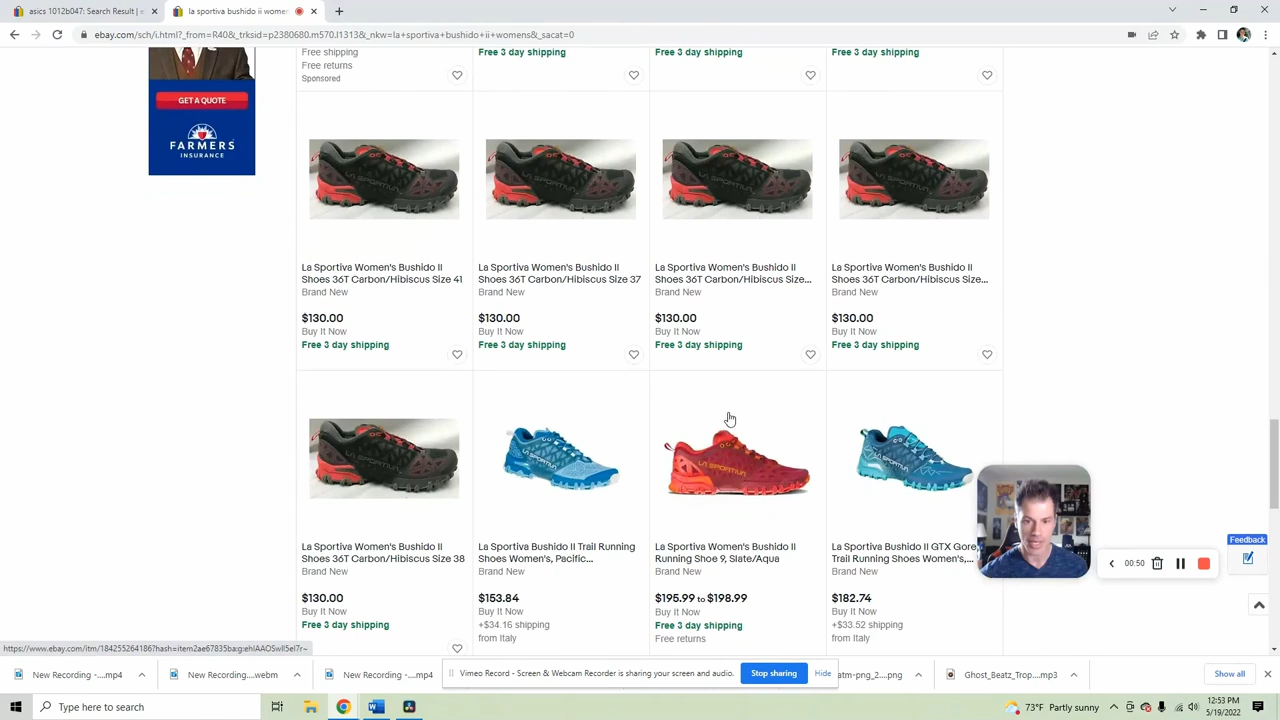 asics 1012b047: Search Result | e
la sportiva bushido ii women
ebay.com/sch/i.html?_from=R40&_trksid=p2380680.m570.l1313&_nkw=la+sportiva+bushido+ii+womens&_sacat=0
GET A QUOTE
FARMERS
INSURANCE
Free shipping
Free returns
Sponsored
Free 3 day shipping
Free 3 day shipping
Free 3 day shipping
La Sportiva Women's Bushido II
Shoes 36T Carbon/Hibiscus Size 41
Brand New
$130.00
Buy It Now
Free 3 day shipping
La Sportiva Women's Bushido II
Shoes 36T Carbon/Hibiscus Size 37
Brand New
$130.00
Buy It Now
Free 3 day shipping
La Sportiva Women's Bushido II
Shoes 36T Carbon/Hibiscus Size...
Brand New
$130.00
Buy It Now
Free 3 day shipping
La Sportiva Women's Bushido II
Shoes 36T Carbon/Hibiscus Size...
Brand New
$130.00
Buy It Now
Free 3 day shipping
La Sportiva Women's Bushido II
Shoes 36T Carbon/Hibiscus Size 38
Brand New
$130.00
Buy It Now
Free 3 day shipping
La Sportiva Bushido II Trail Running
Shoes Women's, Pacific...
Brand New
$153.84
Buy It Now
+$34.16 shipping
from Italy
La Sportiva Women's Bushido II
Running Shoe 9, Slate/Aqua
Brand New
$195.99 to $198.99
Buy It Now
Free 3 day shipping
Free returns
La Sportiva Bushido II GTX Gore
Trail Running Shoes Women's,...
Brand New
$182.74
Buy It Now
+$33.52 shipping
from Italy
00:50
Feedback
New Recording -....mp4
New Recording....webm
New Recording -....mp4
Vimeo Record - Screen & Webcam Recorder is sharing your screen and audio.
Stop sharing
Hide
atm-png_2....png
Ghost_Beatz_Trop....mp3
Show all
Type here to search
73°F Partly sunny
12:53 PM
5/19/2022